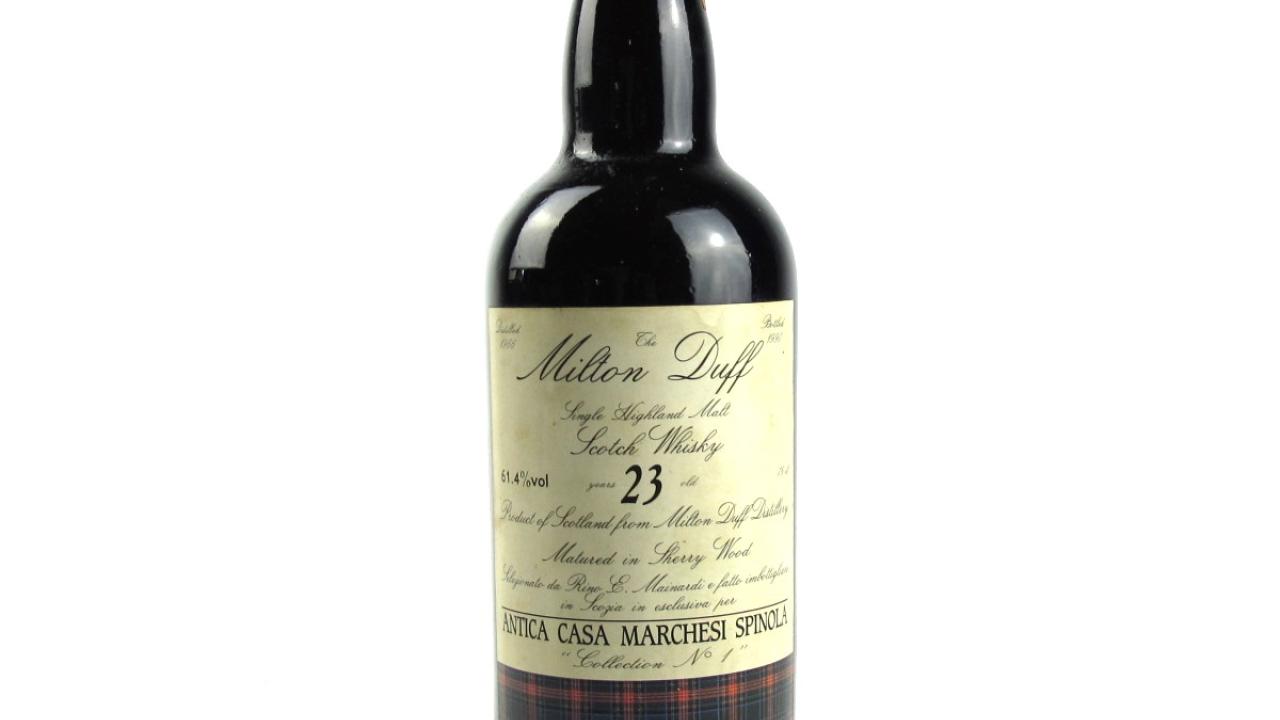 Distilled
1966
Bottled
1990
The
Milton Duff
Single Highland Malt
Scotch Whisky
61.4%vol
years 23 old
Product of Scotland from Milton Duff Distillery
Matured in Sherry Wood
Selezionato da Rino E. Mainardi e fatto imbottigliare
in Scozia in esclusiva per
ANTICA CASA MARCHESI SPINOLA
"Collection No 1"